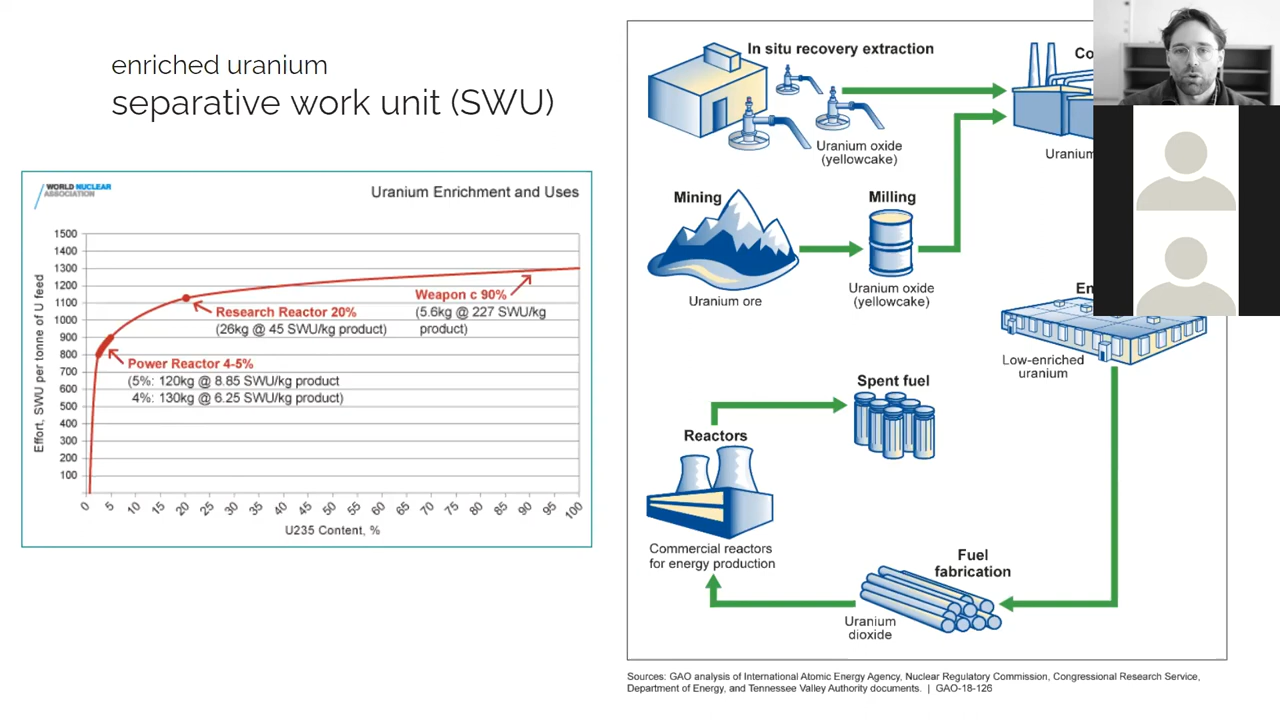 enriched uranium
separative work unit (SWU)
WORLD NUCLEAR
ASSOCIATION
Uranium Enrichment and Uses
Effort, SWU per tonne of U feed
1500
1400
1300
1200
1100
1000
900
800
700
600
500
400
300
200
100
Weapon c 90%
(5.6kg @ 227 SWU/kg
product)
Research Reactor 20%
(26kg @ 45 SWU/kg product)
Power Reactor 4-5%
(5%: 120kg @ 8.85 SWU/kg product
4%: 130kg @ 6.25 SWU/kg product)
0 5 10 15 20 25 30 35 40 45 50 55 60 65 70 75 80 85 90 95 100
U235 Content, %
In situ recovery extraction
Uranium oxide
(yellowcake)
Co
Uranium
Mining
Uranium ore
Milling
Uranium oxide
(yellowcake)
En
Low-enriched
uranium
Spent fuel
Reactors
Commercial reactors
for energy production
Fuel
fabrication
Uranium
dioxide
Sources: GAO analysis of International Atomic Energy Agency, Nuclear Regulatory Commission, Congressional Research Service,
Department of Energy, and Tennessee Valley Authority documents. | GAO-18-126